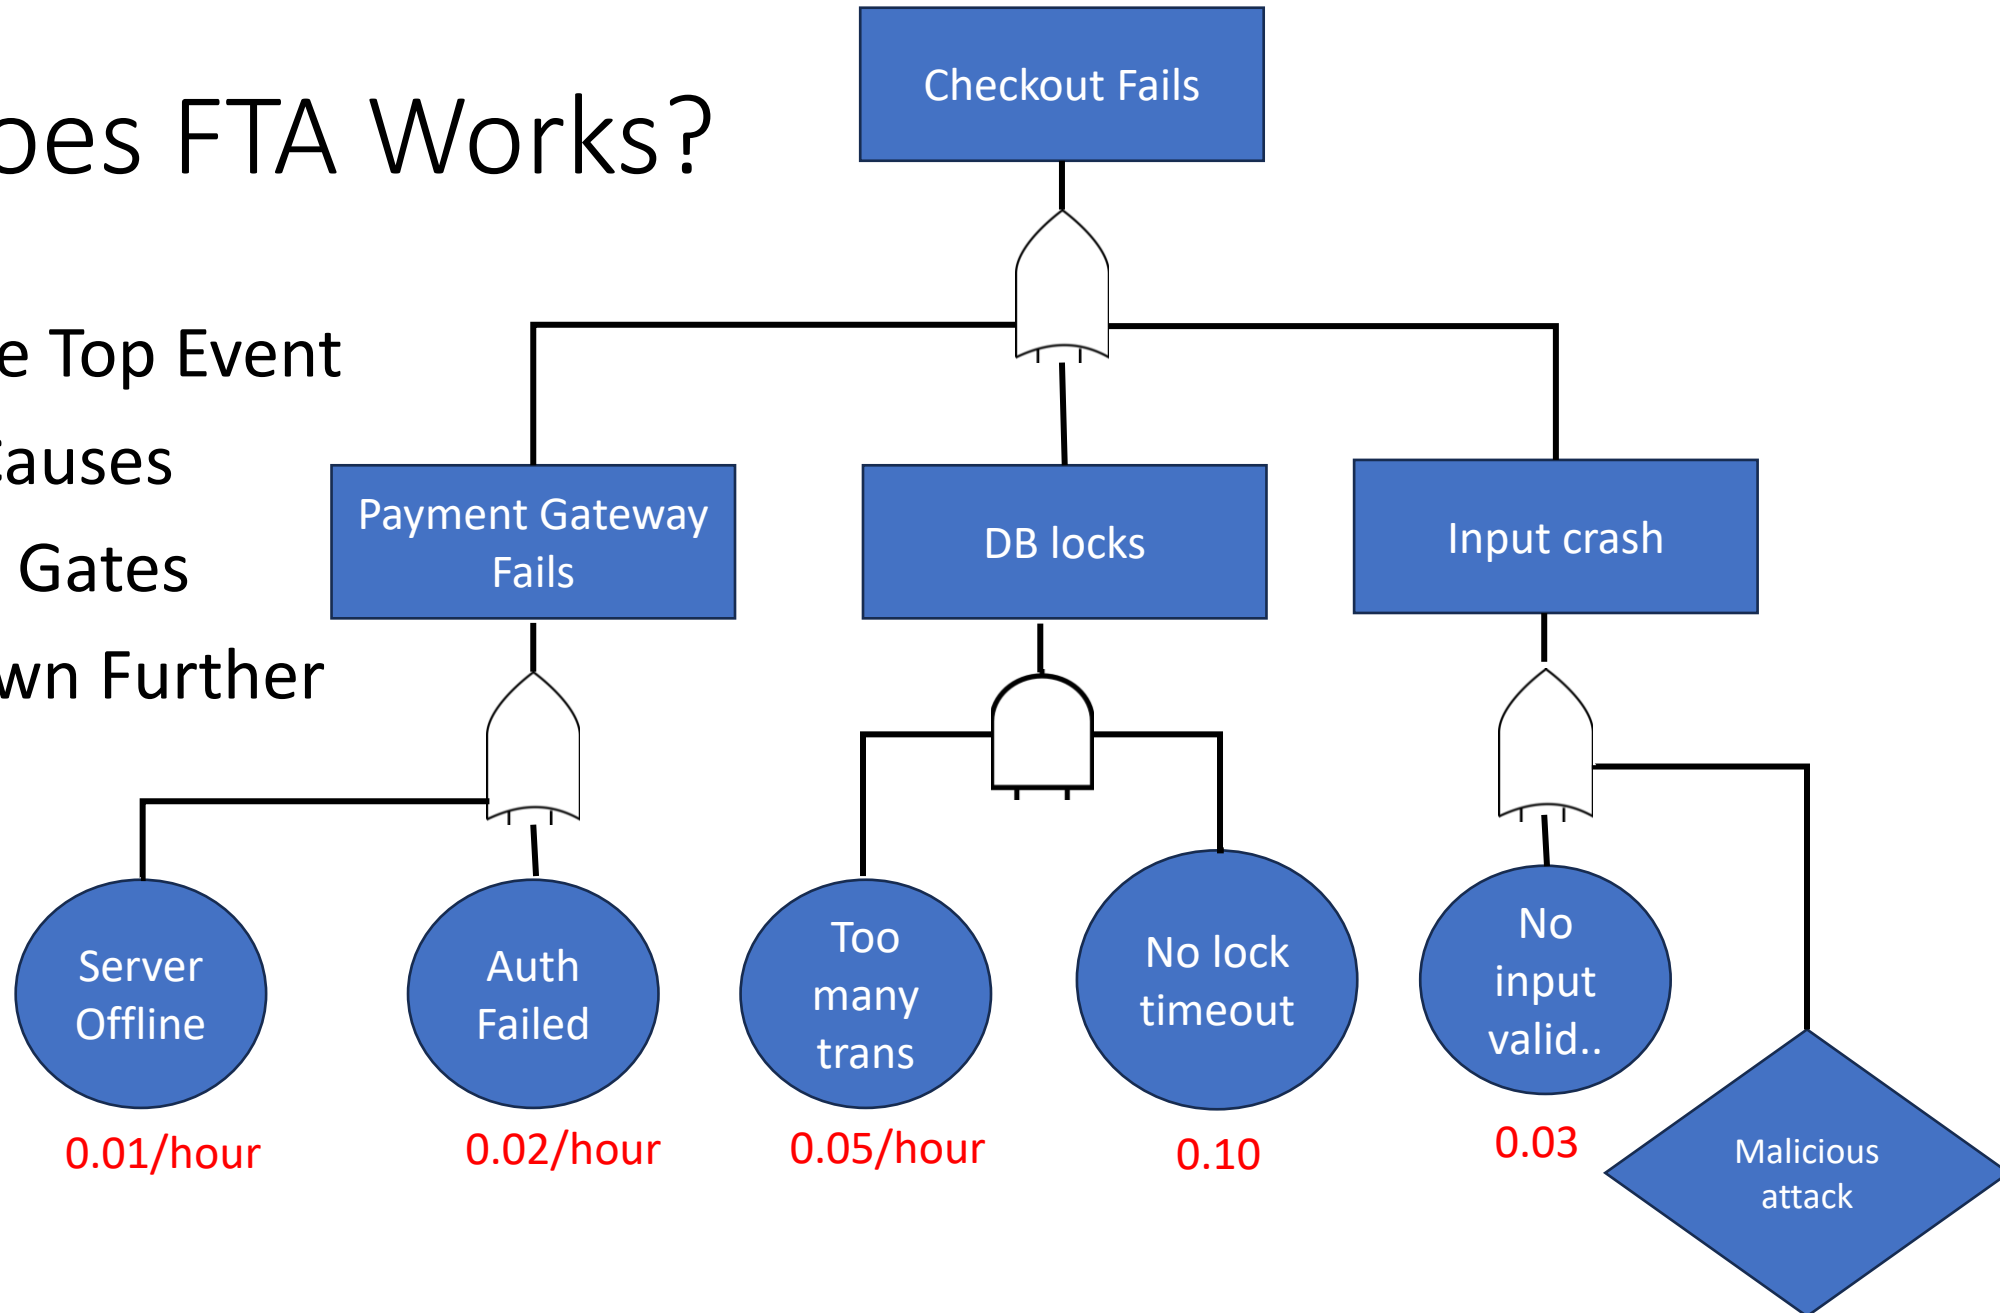 oes FTA Works?
e Top Event
Causes
Gates
wn Further
Checkout Fails
Payment Gateway
Fails
DB locks
Input crash
Server
Offline
Auth
Failed
Too
many
trans
No lock
timeout
No
input
valid..
Malicious
attack
0.01/hour
0.02/hour
0.05/hour
0.10
0.03